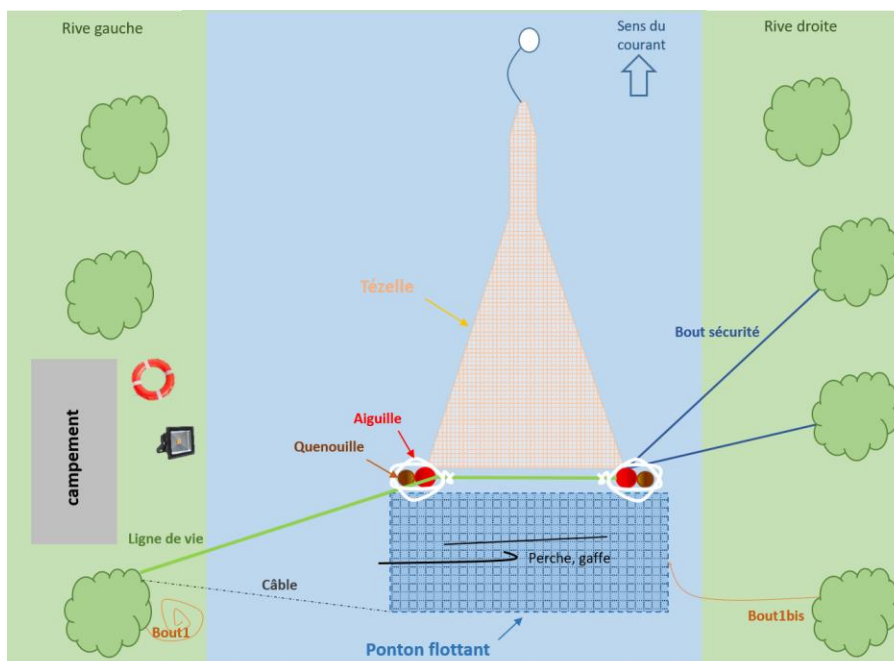 Rive gauche
Sens du
courant
Rive droite
Tézelle
Bout sécurité
Aiguille
Quenouille
campement
Ligne de vie
Perche, gaffe
Câble
Bout1
Bout1bis
Ponton flottant